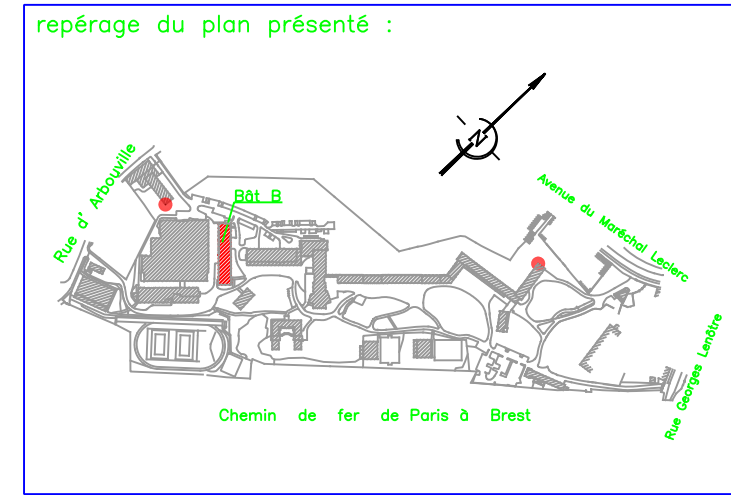 repérage du plan présenté :
N
Rue d' Arbouville
Bât B
Avenue du Maréchal Leclerc
Rue Georges Lenôtre
Chemin de fer de Paris à Brest